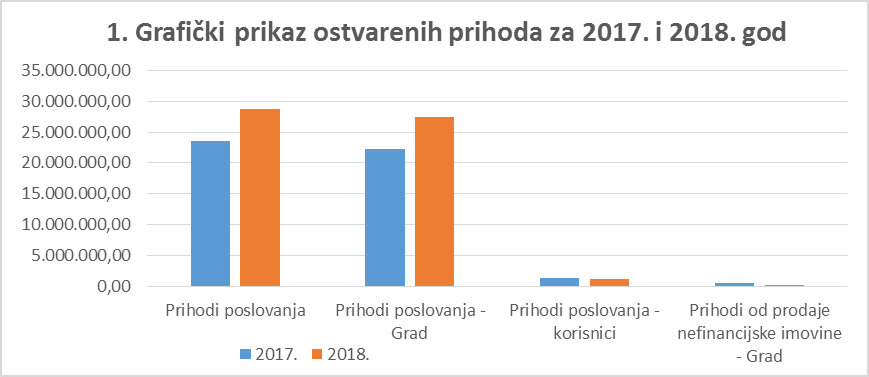 1. Grafički prikaz ostvarenih prihoda za 2017. i 2018. god
35.000.000,00
30.000.000,00
25.000.000,00
20.000.000,00
15.000.000,00
10.000.000,00
5.000.000,00
0,00
Prihodi poslovanja
Prihodi poslovanja -
Grad
Prihodi poslovanja -
korisnici
Prihodi od prodaje
nefinancijske imovine
- Grad
2017.
2018.